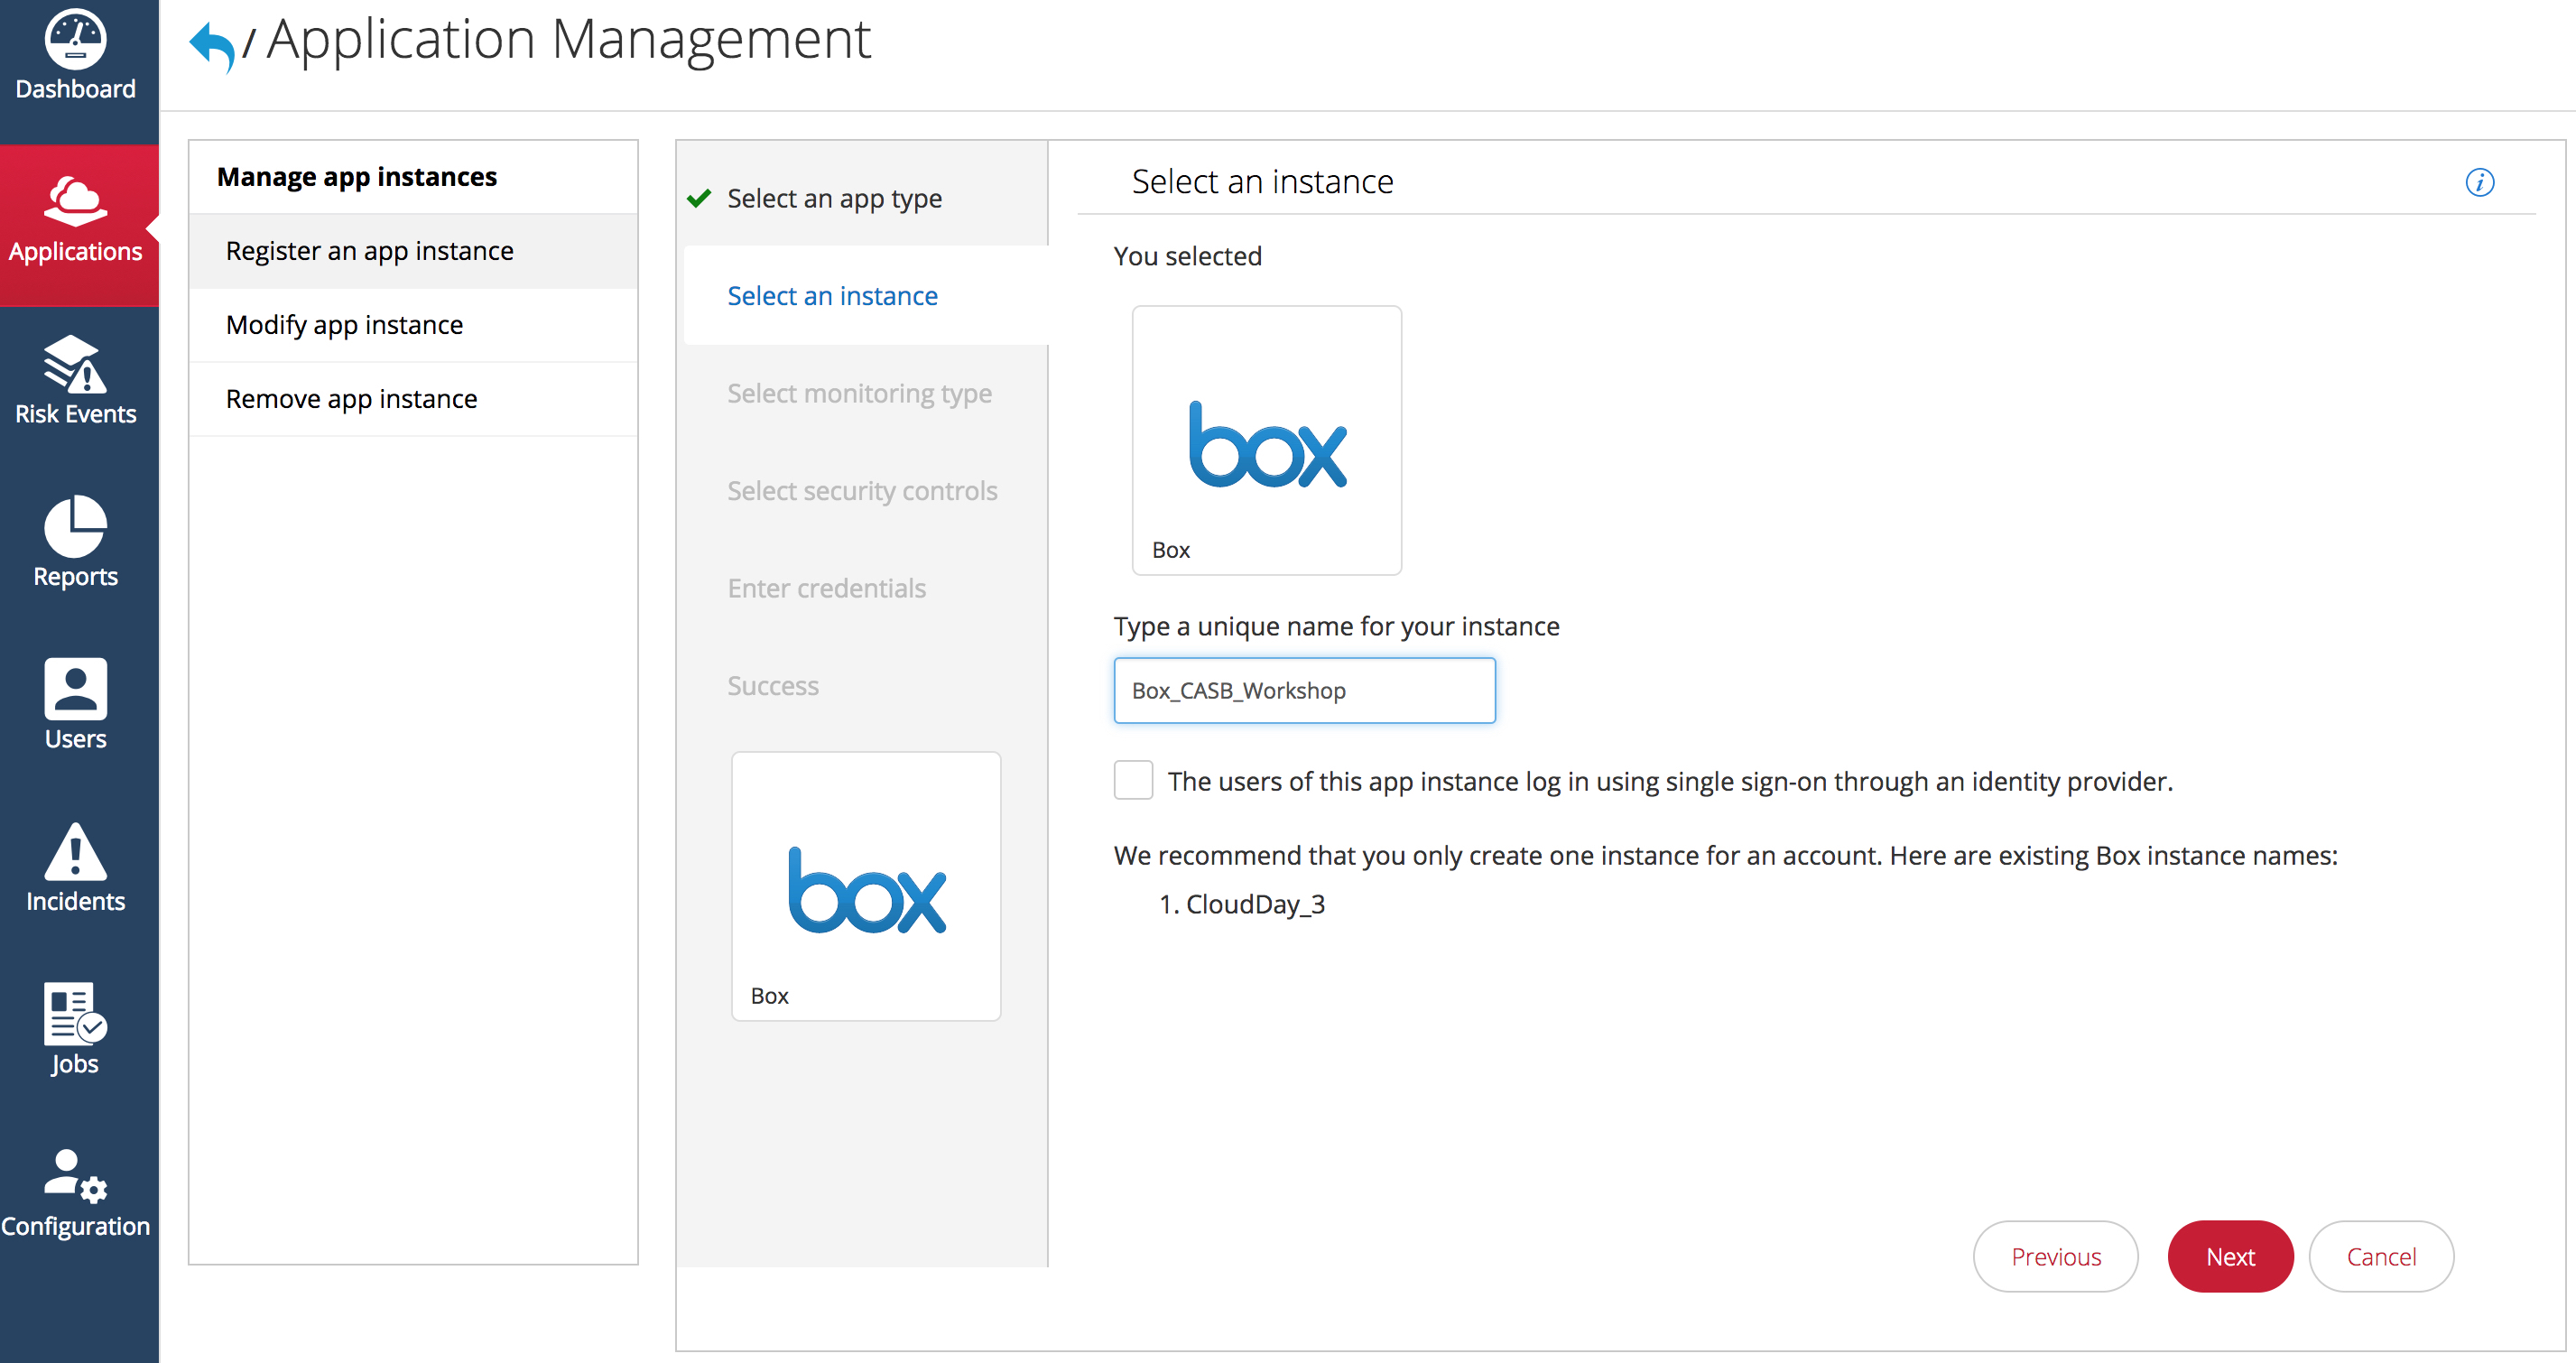 / Application Management
Dashboard
Applications
Risk Events
Reports
Users
Incidents
Jobs
Configuration
Manage app instances
Register an app instance
Modify app instance
Remove app instance
Select an app type
Select an instance
Select monitoring type
Select security controls
Enter credentials
Success
box
Box
Select an instance
i
You selected
box
Box
Type a unique name for your instance
Box_CASB_Workshop
The users of this app instance log in using single sign-on through an identity provider.
We recommend that you only create one instance for an account. Here are existing Box instance names:
1. CloudDay_3
Previous
Next
Cancel